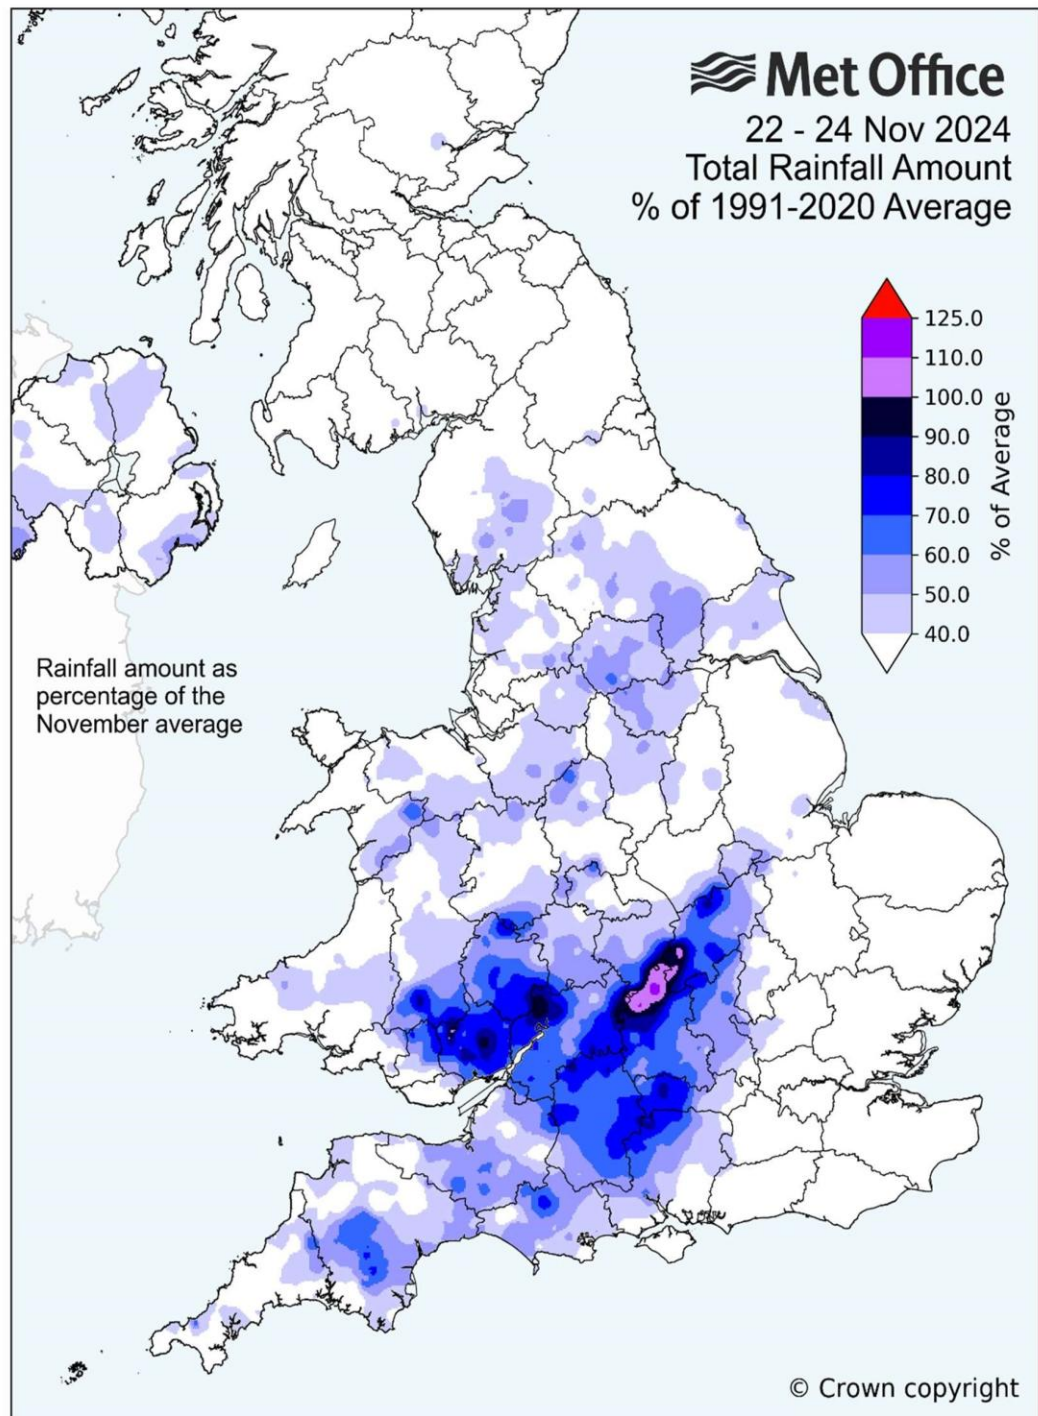 Met Office
22 - 24 Nov 2024
Total Rainfall Amount
% of 1991-2020 Average
125.0
110.0
100.0
90.0
80.0
70.0
60.0
50.0
40.0
% of Average
Rainfall amount as
percentage of the
November average
© Crown copyright